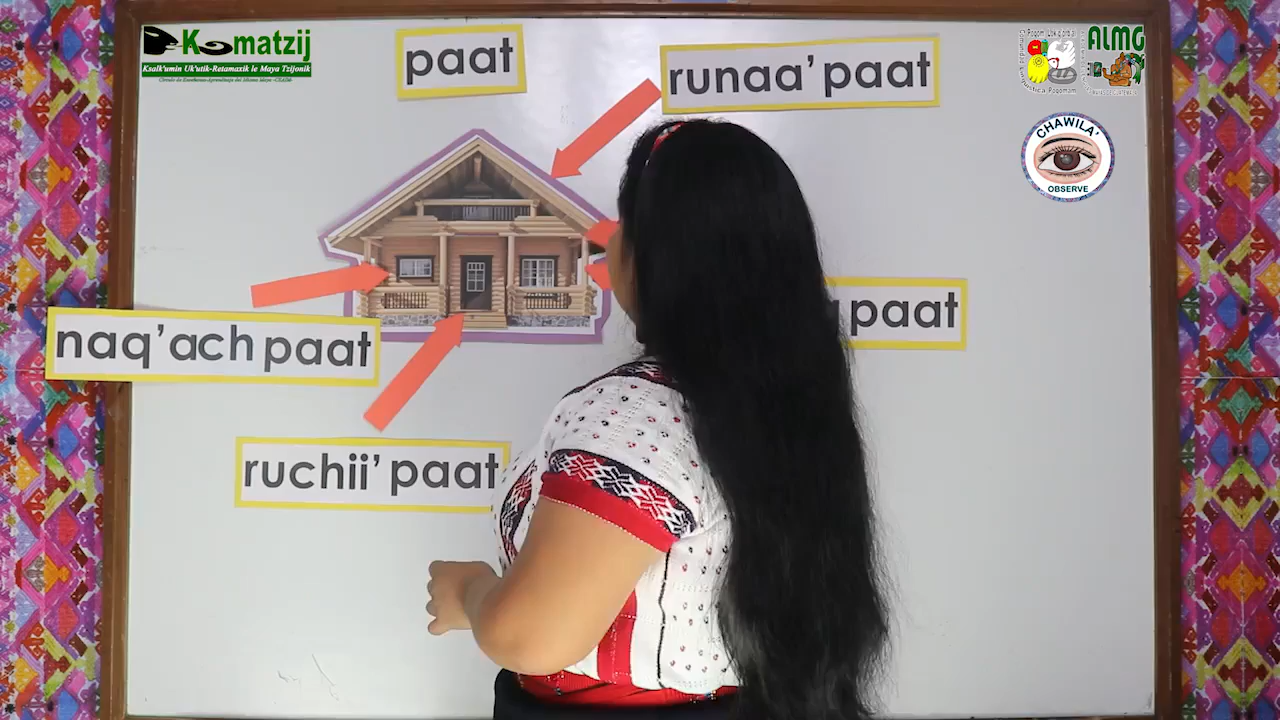 Komatzij
Ksalk'umin Uk'utik-Retamaxik le Maya Tzijonik
paat
runaa' paat
ALMG
CHAWILA'
OBSERVE
naq'ach paat
paat
ruchii' paat